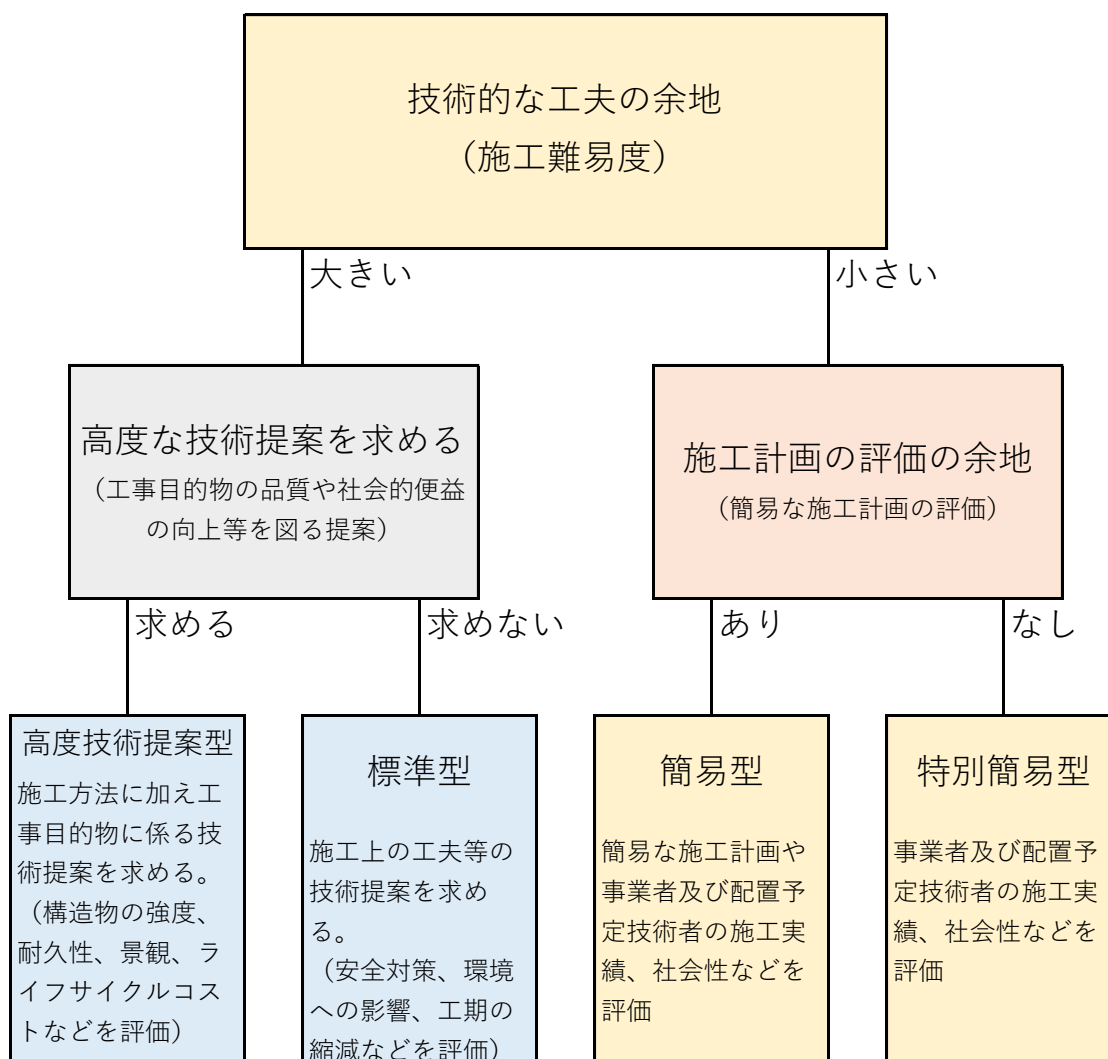 技術的な工夫の余地
（施工難易度）
大きい
小さい
高度な技術提案を求める
（工事目的物の品質や社会的便益
の向上等を図る提案）
施工計画の評価の余地
（簡易な施工計画の評価）
求める
求めない
あり
なし
高度技術提案型
施工方法に加え工
事目的物に係る技
術提案を求める。
（構造物の強度、
耐久性、景観、ラ
イフサイクルコス
トなどを評価）
標準型
施工上の工夫等の
技術提案を求め
る。
（安全対策、環境
への影響、工期の
縮減などを評価）
簡易型
簡易な施工計画や
事業者及び配置予
定技術者の施工実
績、社会性などを
評価
特別簡易型
事業者及び配置予
定技術者の施工実
績、社会性などを
評価